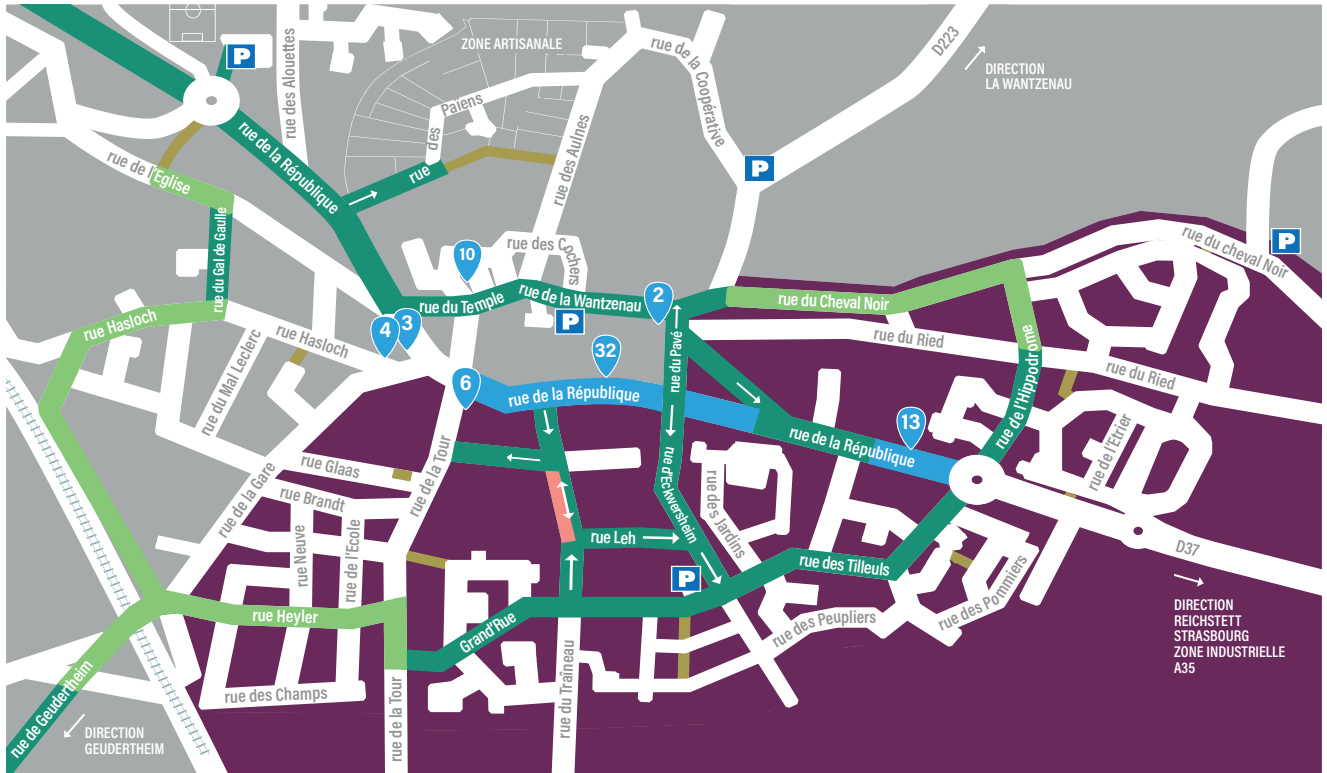 P
rue des Alouettes
ZONE ARTISANALE
rue de la Coopérative
D223
DIRECTION
LA WANTZENAU
rue de l'Eglise
rue de la République
rue des Païens
rue des Aulnes
P
rue du Gal de Gaulle
rue des Cochers
rue du cheval Noir
P
10
rue du Temple
rue de la Wantzenau
2
rue du Cheval Noir
P
rue Hasloch
rue Hasloch
4
3
rue du Mal Leclerc
32
rue du Pavé
rue du Ried
rue du Ried
rue de l'Hippodrome
6
rue de la République
13
rue de la République
rue de l'Etrier
rue de la Tour
rue Glaas
rue de la Gare
rue Brandt
rue Neuve
rue de l'Ecole
rue d'Eckwersheim
rue des Jardins
rue Leh
D37
rue des Tilleuls
P
rue des Pommiers
rue des Peupliers
rue Heyler
Grand'Rue
DIRECTION
REICHSTETT
STRASBOURG
ZONE INDUSTRIELLE
A35
rue des Champs
rue de la Tour
rue du Traîneau
rue de Geudertheim
DIRECTION
GEUDERTHEIM